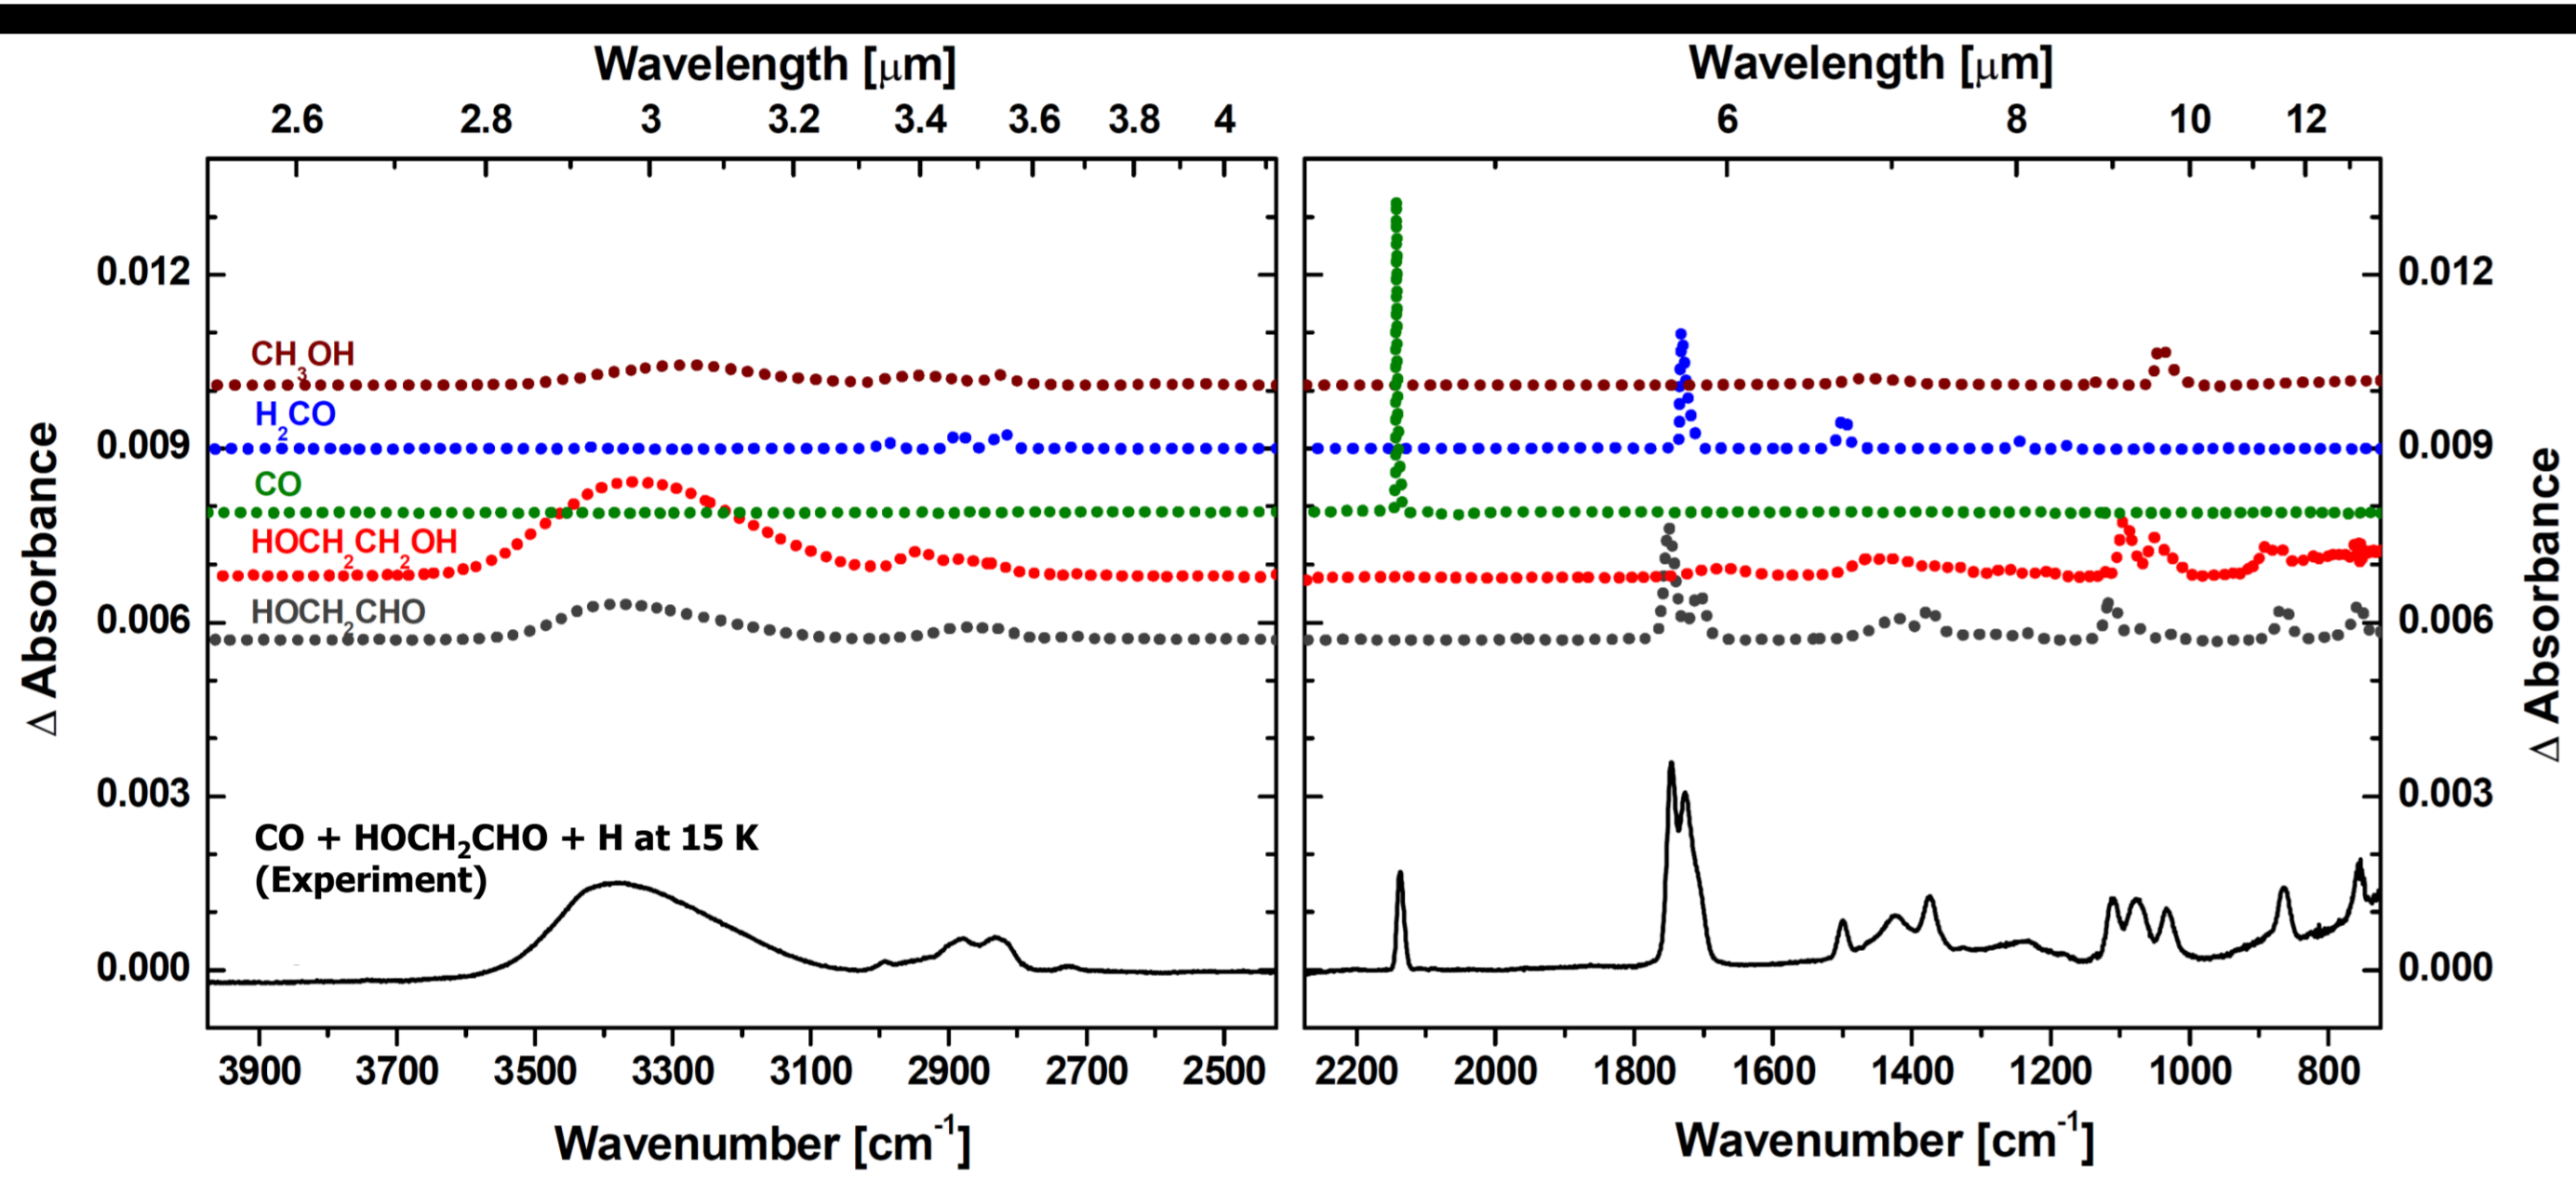 Wavelength [μm]
Wavelength [μm]
2.6 2.8 3 3.2 3.4 3.6 3.8 4
6 8 10 12
0.012
0.009
0.006
0.003
0.000
Δ Absorbance
CH3OH
H2CO
CO
HOCH2CH2OH
HOCH2CHO
CO + HOCH2CHO + H at 15 K
(Experiment)
0.012
0.009
0.006
0.003
0.000
Δ Absorbance
3900 3700 3500 3300 3100 2900 2700 2500
2200 2000 1800 1600 1400 1200 1000 800
Wavenumber [cm-1]
Wavenumber [cm-1]